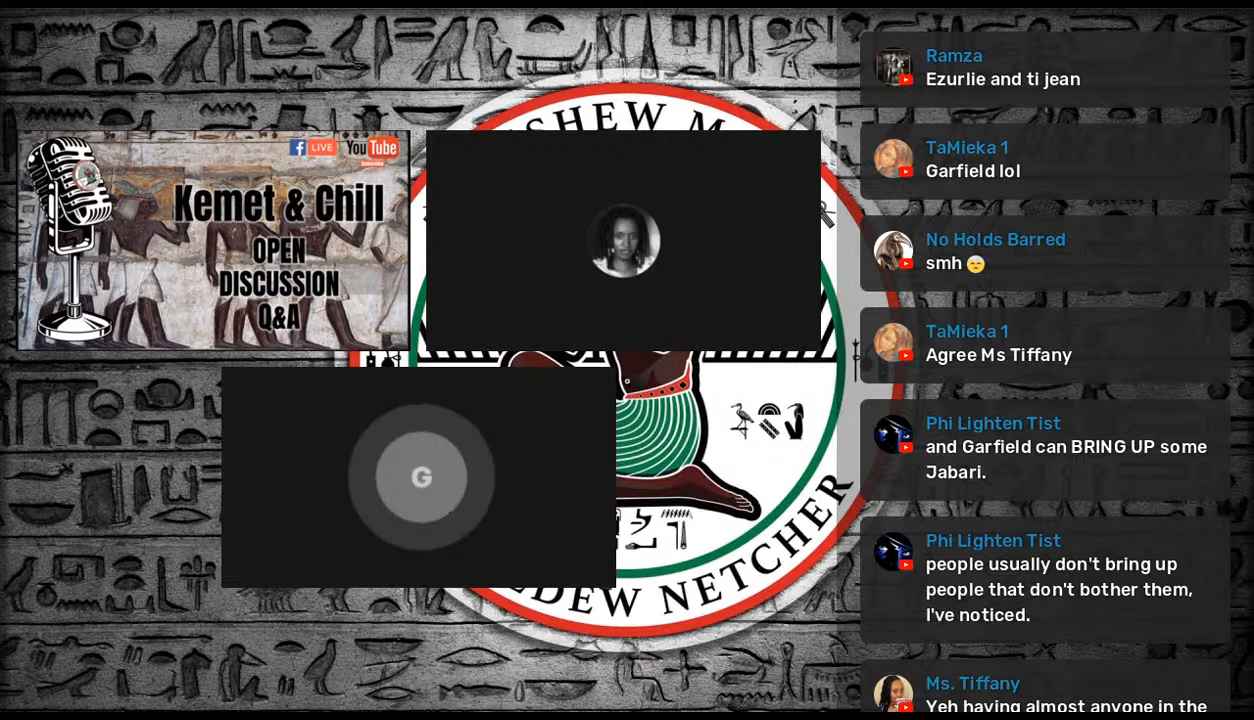 SHEW M
f LIVE YouTube
Kemet & Chill
OPEN
DISCUSSION
Q&A
G
DEW NETCHER
Ramza
Ezurlie and ti jean
TaMieka 1
Garfield lol
No Holds Barred
smh 😞
TaMieka 1
Agree Ms Tiffany
Phi Lighten Tist
and Garfield can BRING UP some
Jabari.
Phi Lighten Tist
people usually don't bring up
people that don't bother them,
I've noticed.
Ms. Tiffany
Yeh having almost anyone in the